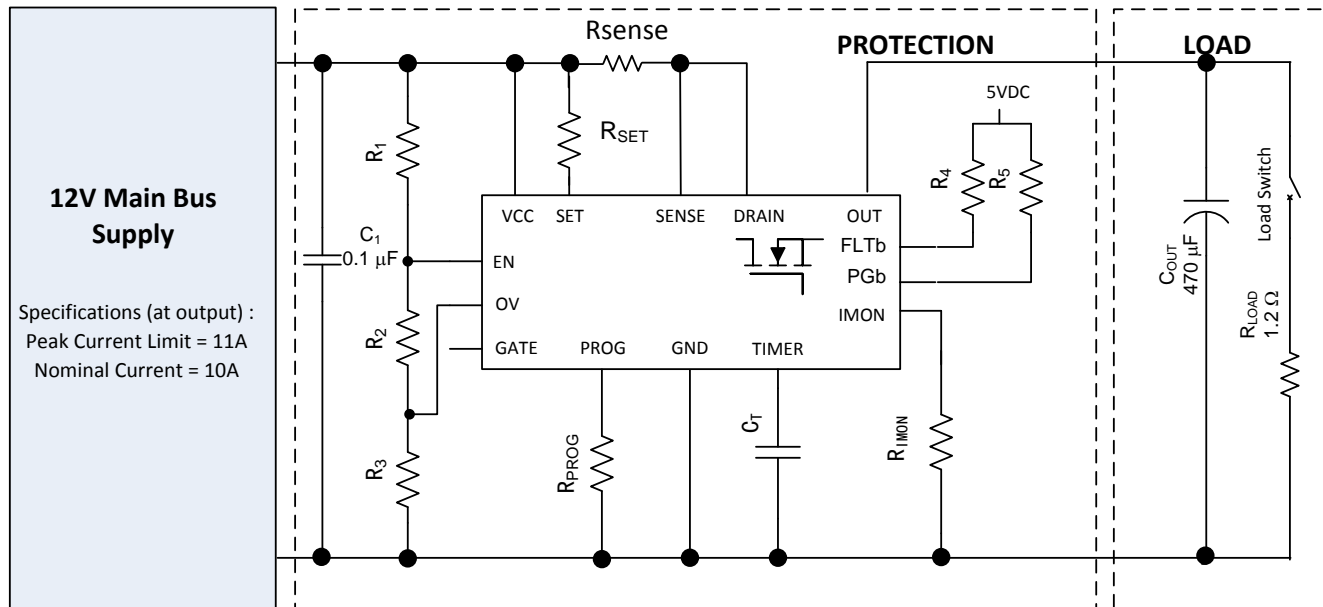 12V Main Bus
Supply
Specifications (at output) :
Peak Current Limit = 11A
Nominal Current = 10A
PROTECTION
LOAD
Rsense
RSET
R1
C1
0.1 μF
R2
R3
VCC
SET
SENSE
DRAIN
OUT
FLTb
PGb
IMON
EN
OV
GATE
PROG
GND
TIMER
5VDC
R4
R5
RPROG
CT
RIMON
COUT
470 μF
Load Switch
RLOAD
1.2 Ω